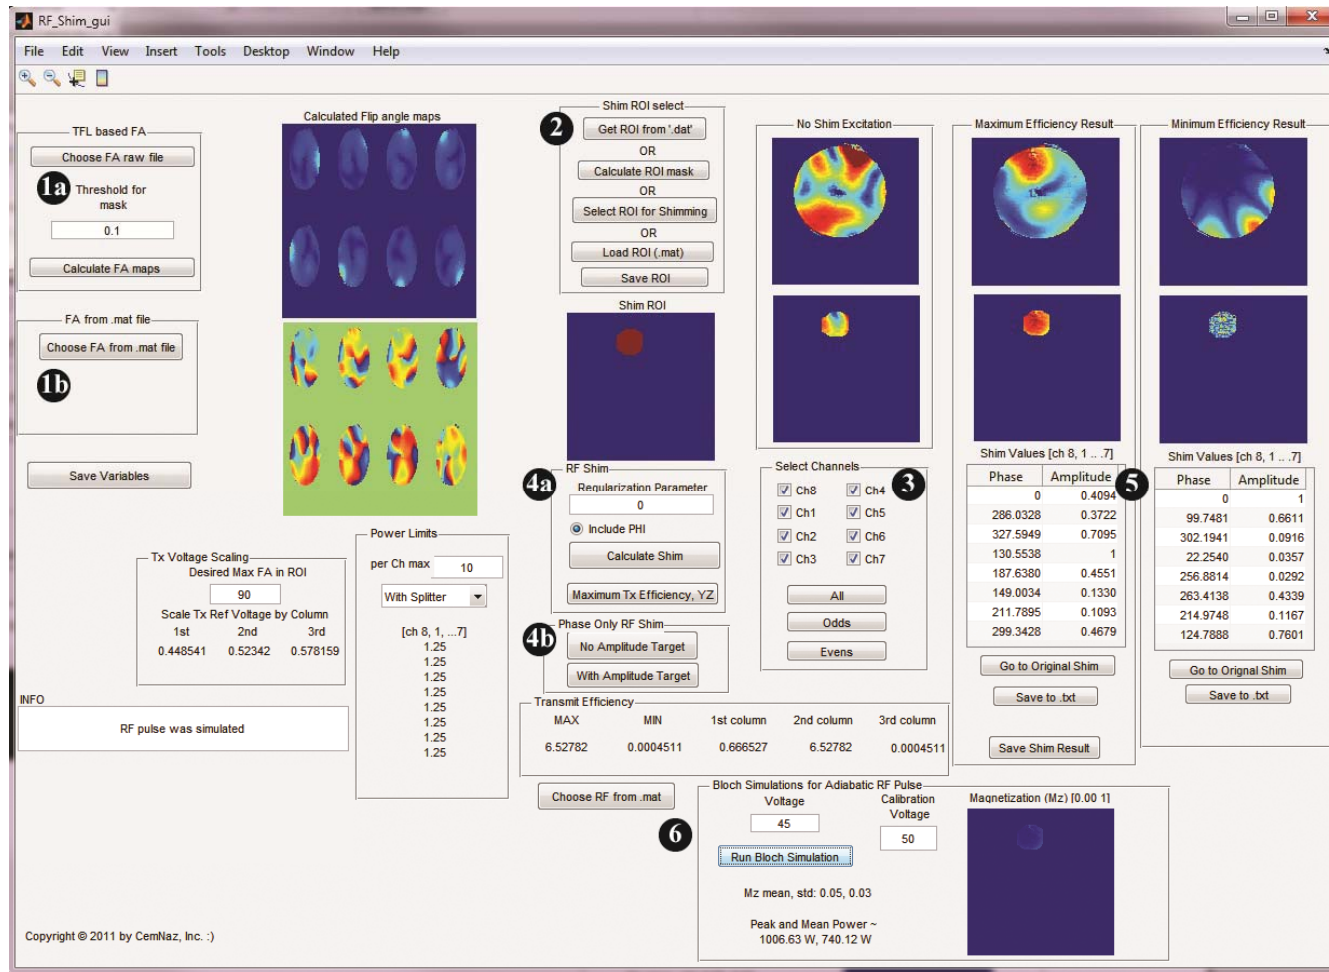 RF_Shim_gui
File Edit View Insert Tools Desktop Window Help
TFL based FA
Choose FA raw file
1a
Threshold for
mask
0.1
Calculate FA maps
FA from .mat file
Choose FA from .mat file
1b
Save Variables
Calculated Flip angle maps
Shim ROI select
2
Get ROI from '.dat'
OR
Calculate ROI mask
OR
Select ROI for Shimming
OR
Load ROI (.mat)
Save ROI
Shim ROI
No Shim Excitation
Maximum Efficiency Result
Minimum Efficiency Result
Tx Voltage Scaling
Desired Max FA in ROI
90
Scale Tx Ref Voltage by Column
1st 2nd 3rd
0.448541 0.52342 0.578159
INFO
RF pulse was simulated
Power Limits
per Ch max 10
With Splitter
[ch 8, 1, ...7]
1.25
1.25
1.25
1.25
1.25
1.25
1.25
1.25
4a
RF Shim
Regularization Parameter
0
Include PHI
Calculate Shim
Maximum Tx Efficiency, YZ
4b
Phase Only RF Shim
No Amplitude Target
With Amplitude Target
Select Channels
3
Ch8 Ch4
Ch1 Ch5
Ch2 Ch6
Ch3 Ch7
All
Odds
Evens
Shim Values [ch 8, 1 .. .7]
Phase Amplitude
0 0.4094
286.0328 0.3722
327.5949 0.7095
130.5538 1
187.6380 0.4551
149.0034 0.1330
211.7895 0.1093
299.3428 0.4679
Go to Original Shim
Save to .txt
Save Shim Result
5
Shim Values [ch 8, 1 .. .7]
Phase Amplitude
0 1
99.7481 0.6611
302.1941 0.0916
22.2540 0.0357
256.8814 0.0292
263.4138 0.4339
214.9748 0.1167
124.7888 0.7601
Go to Orignal Shim
Save to .txt
Transmit Efficiency
MAX MIN 1st column 2nd column 3rd column
6.52782 0.0004511 0.666527 6.52782 0.0004511
Choose RF from .mat
6
Bloch Simulations for Adiabatic RF Pulse
Voltage
45
Calibration
Voltage
50
Run Bloch Simulation
Mz mean, std: 0.05, 0.03
Peak and Mean Power ~
1006.63 W, 740.12 W
Magnetization (Mz) [0.00 1]
Copyright © 2011 by CemNaz, Inc. :)